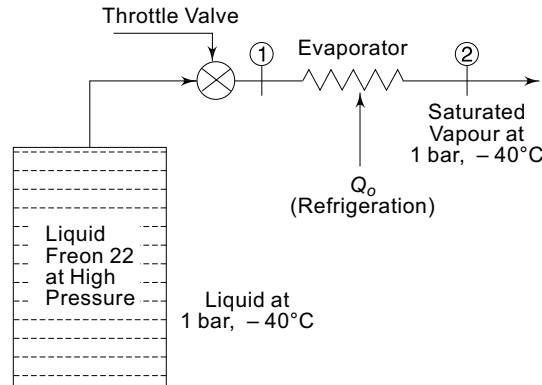 Throttle Valve
1
Evaporator
2
Saturated
Vapour at
1 bar, – 40°C
Qo
(Refrigeration)
Liquid
Freon 22
at High
Pressure
Liquid at
1 bar, – 40°C